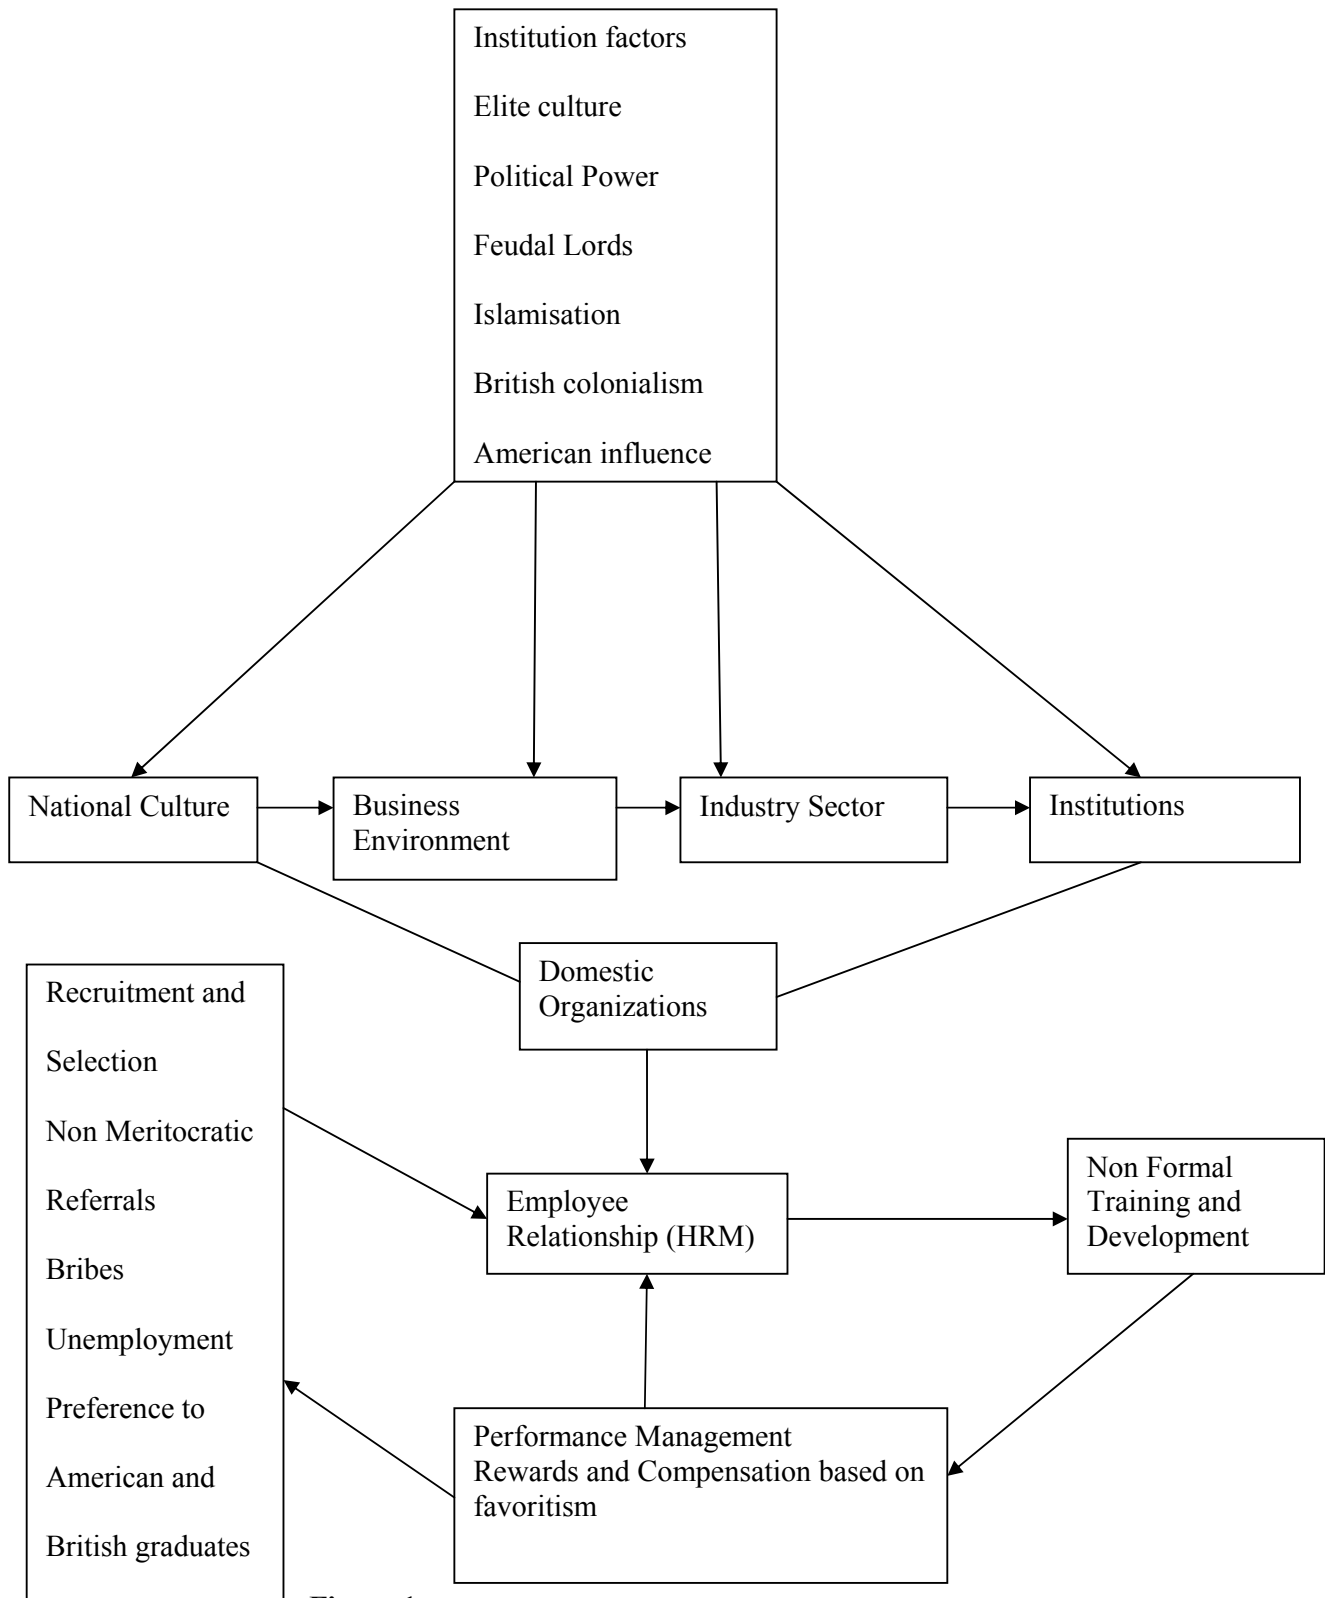 Institution factors
Elite culture
Political Power
Feudal Lords
Islamisation
British colonialism
American influence
National Culture
Business
Environment
Industry Sector
Institutions
Domestic
Organizations
Recruitment and
Selection
Non Meritocratic
Referrals
Bribes
Unemployment
Preference to
American and
British graduates
Employee
Relationship (HRM)
Non Formal
Training and
Development
Performance Management
Rewards and Compensation based on
favoritism